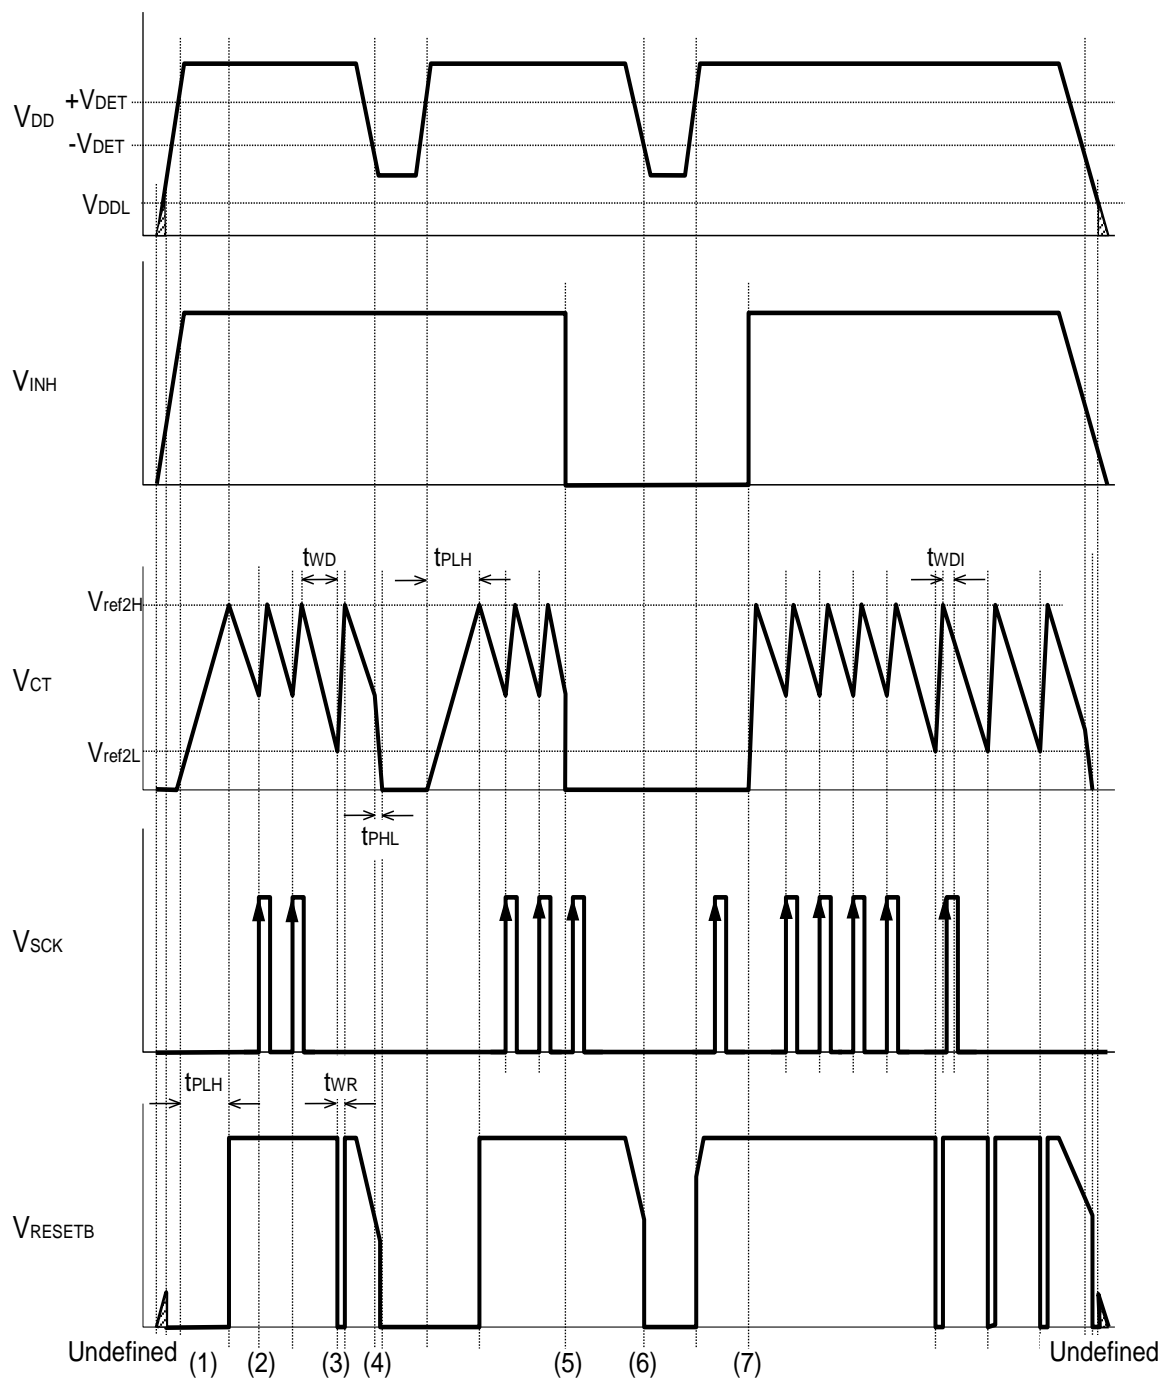 VDD
+VDET
-VDET
VDDL
VINH
tWD
tPLH
tWDI
Vref2H
VCT
Vref2L
tPHL
VSCK
tPLH
tWR
VRESETB
Undefined (1) (2) (3) (4) (5) (6) (7) Undefined